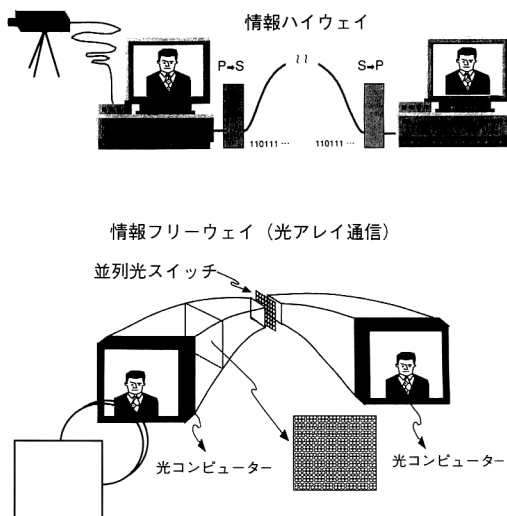 情報ハイウェイ
P→S
S→P
110111…
110111…
情報フリーウェイ（光アレイ通信）
並列光スイッチ
光コンピューター
光コンピューター